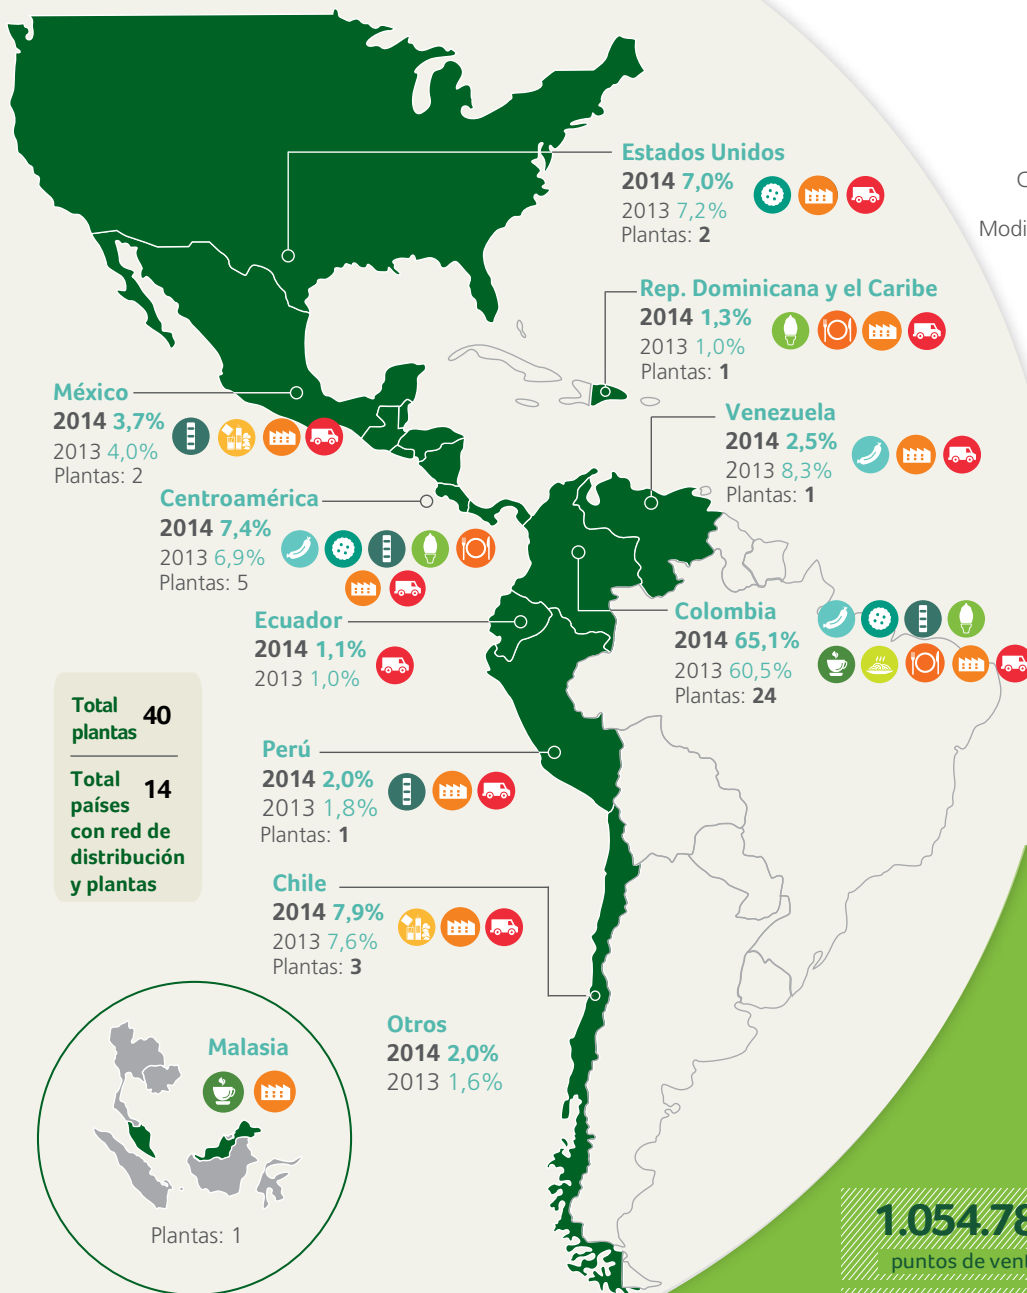 Estados Unidos
2014 7,0%
2013 7,2%
Plantas: 2
Rep. Dominicana y el Caribe
2014 1,3%
2013 1,0%
Plantas: 1
México
2014 3,7%
2013 4,0%
Plantas: 2
Venezuela
2014 2,5%
2013 8,3%
Plantas: 1
Centroamérica
2014 7,4%
2013 6,9%
Plantas: 5
Ecuador
2014 1,1%
2013 1,0%
Colombia
2014 65,1%
2013 60,5%
Plantas: 24
Total
plantas 40
Total
países 14
con red de
distribución
y plantas
Perú
2014 2,0%
2013 1,8%
Plantas: 1
Chile
2014 7,9%
2013 7,6%
Plantas: 3
Otros
2014 2,0%
2013 1,6%
Malasia
Plantas: 1
1.054.78
puntos de vent
Modi